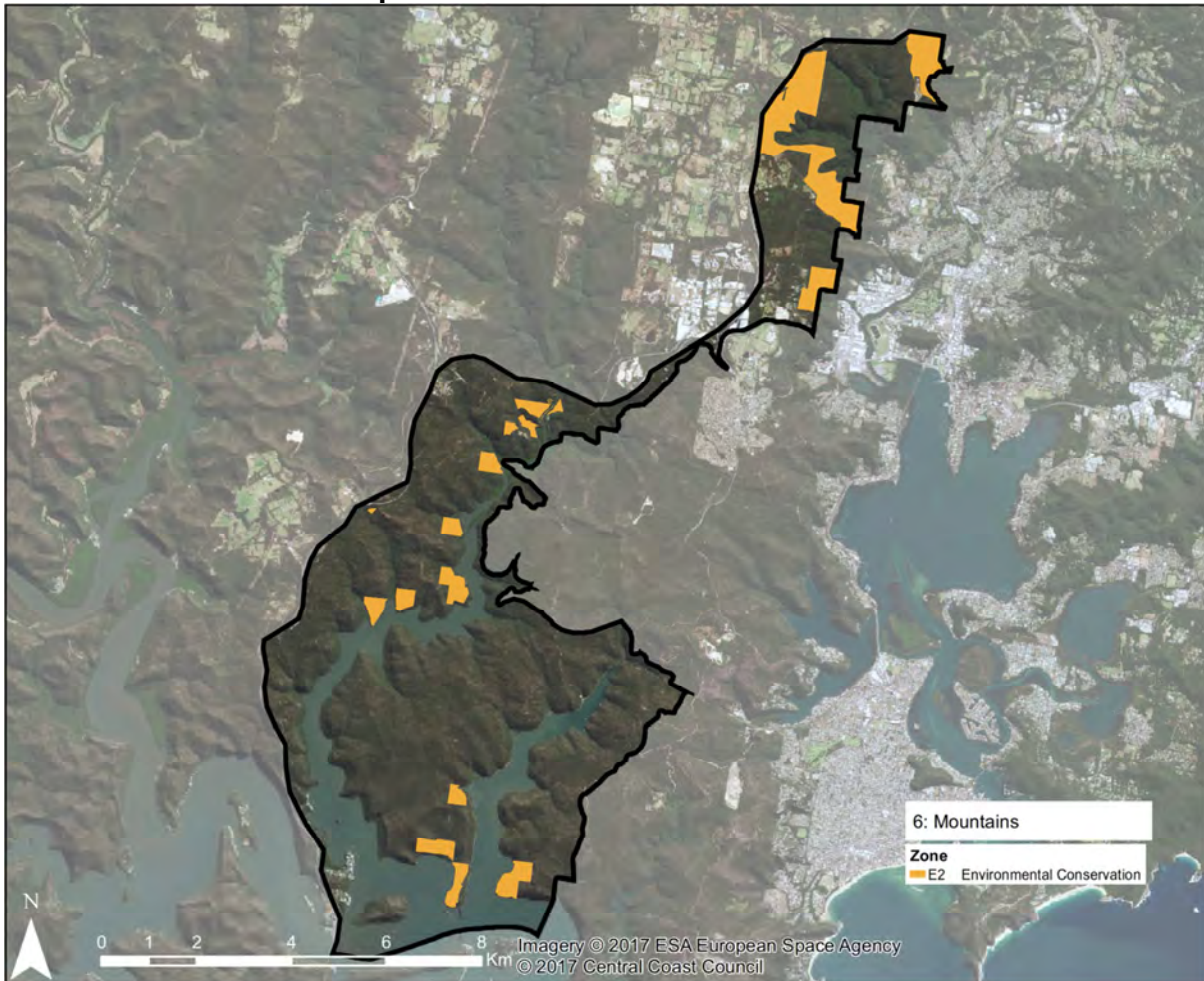 6: Mountains
Zone
E2 Environmental Conservation
N
0 1 2 4 6 8
Km
Imagery © 2017 ESA European Space Agency
© 2017 Central Coast Council